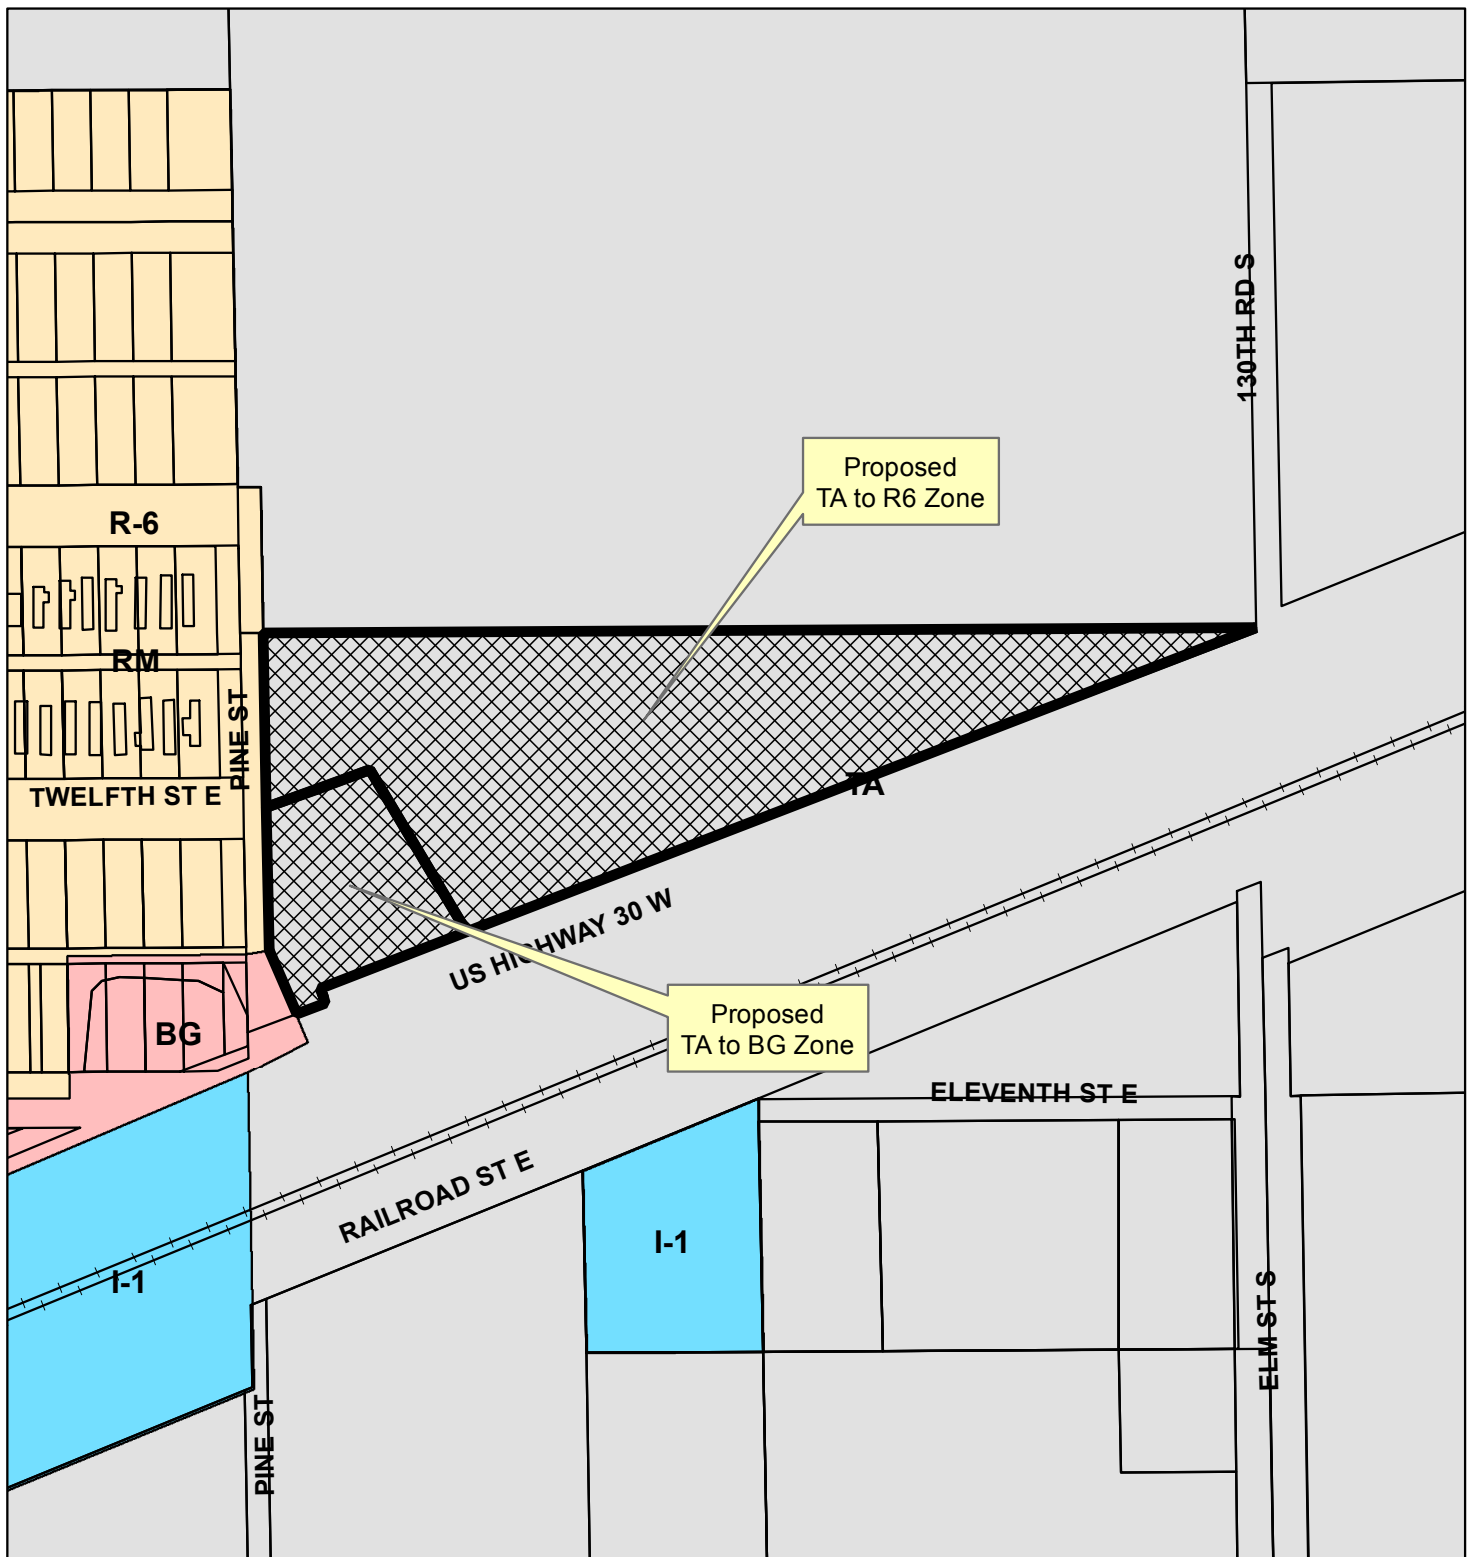 130TH RD S
Proposed
TA to R6 Zone
R-6
RM
PINE ST
TWELFTH ST E
TA
US HIGHWAY 30 W
Proposed
TA to BG Zone
BG
ELEVENTH ST E
RAILROAD ST E
I-1
I-1
ELM ST S
PINE ST